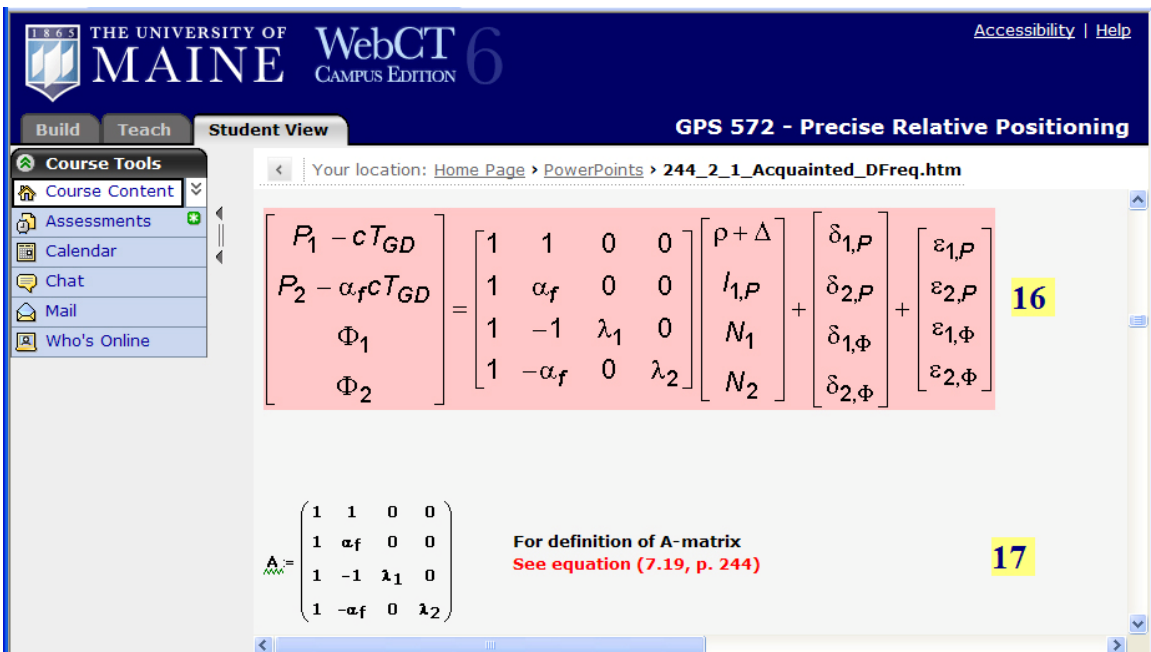 1865 THE UNIVERSITY OF
MAINE
WebCT 6
CAMPUS EDITION
Accessibility | Help
Build Teach Student View
GPS 572 - Precise Relative Positioning
Course Tools
Course Content
Assessments
Calendar
Chat
Mail
Who's Online
Your location: Home Page › PowerPoints › 244_2_1_Acquainted_DFreq.htm
P1 − cTGD 1 1 0 0 ρ + Δ δ1,P ε1,P
P2 − αf cTGD 1 αf 0 0 I1,P δ2,P ε2,P
= + + 16
Φ1 1 −1 λ1 0 N1 δ1,Φ ε1,Φ
Φ2 1 −αf 0 λ2 N2 δ2,Φ ε2,Φ
1 1 0 0
1 αf 0 0 For definition of A-matrix
A := See equation (7.19, p. 244) 17
1 -1 λ1 0
1 -αf 0 λ2